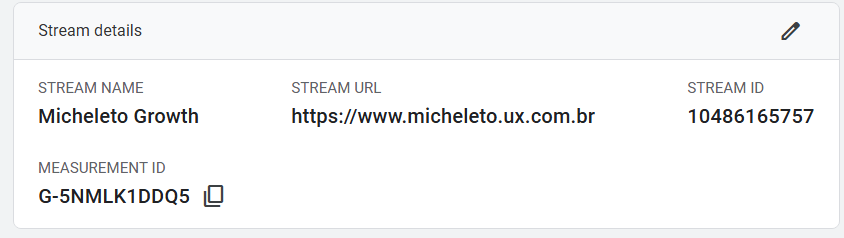 Stream details
STREAM NAME
Micheleto Growth
STREAM URL
https://www.micheleto.ux.com.br
STREAM ID
10486165757
MEASUREMENT ID
G-5NMLK1DDQ5